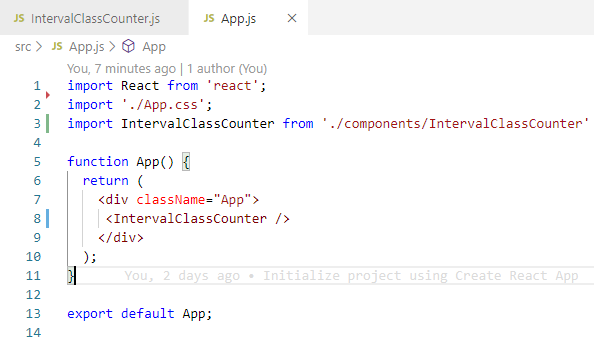 JS IntervalClassCounter.js JS App.js ×
src > JS App.js > App
You, 7 minutes ago | 1 author (You)
1 import React from 'react';
2 import './App.css';
3 import IntervalClassCounter from './components/IntervalClassCounter'
4
5 function App() {
6 return (
7 <div className="App">
8 <IntervalClassCounter />
9 </div>
10 );
11 } You, 2 days ago • Initialize project using Create React App
12
13 export default App;
14